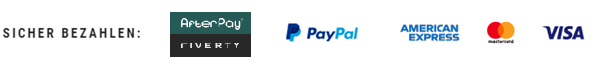 SICHER BEZAHLEN:
AfterPay
RIVERTY
PayPal
AMERICAN
EXPRESS
mastercard
VISA